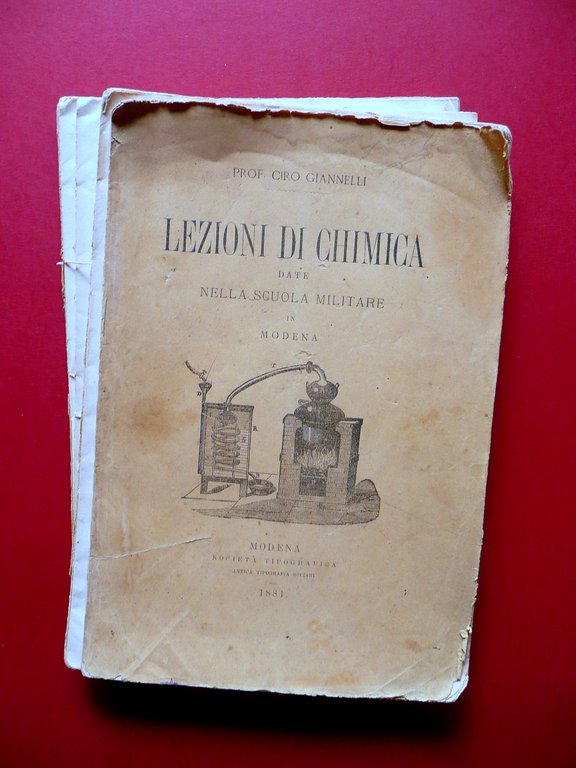 PROF. CIRO GIANNELLI
LEZIONI DI CHIMICA
DATE
NELLA SCUOLA MILITARE
IN
MODENA
MODENA
SOCIETÀ TIPOGRAFICA
ANTICA TIPOGRAFIA SOLIANI
1881